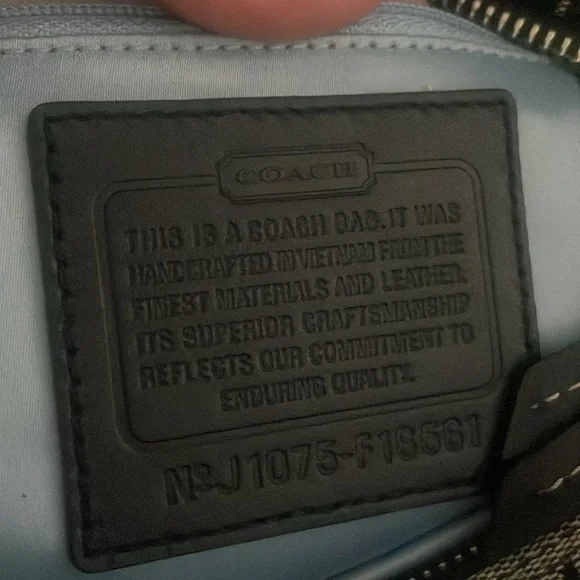 COACH
THIS IS A COACH BAG. IT WAS
HANDCRAFTED IN VIETNAM FROM THE
FINEST MATERIALS AND LEATHER.
ITS SUPERIOR CRAFTSMANSHIP
REFLECTS OUR COMMITMENT TO
ENDURING QUALITY.
Nº J1075-F16561